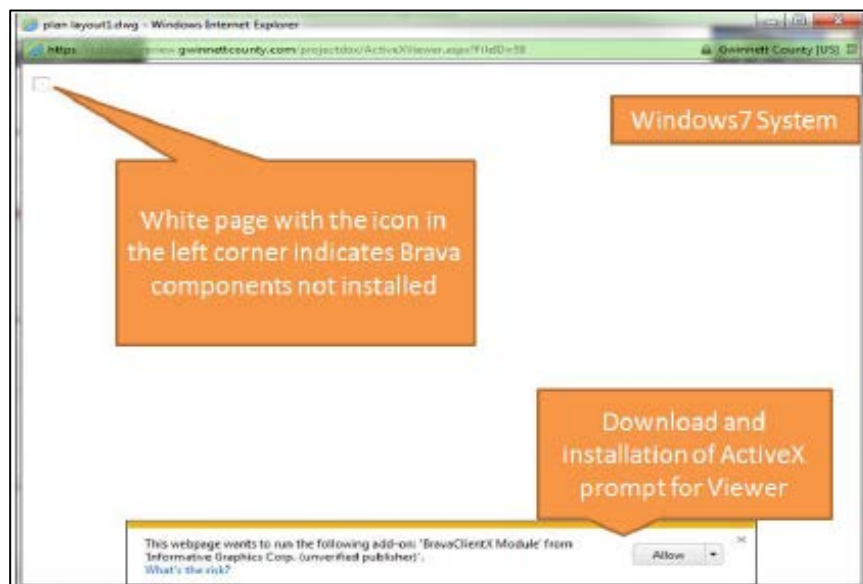 plan layout1.dwg - Windows Internet Explorer
https gwinnettcounty.com/projectdox/ActiveXViewer.aspx?FileID=
Gwinnett County [US]
Windows7 System
White page with the icon in
the left corner indicates Brava
components not installed
Download and
installation of ActiveX
prompt for Viewer
This webpage wants to run the following add-on: 'BravaClientX Module' from
'Informative Graphics Corp. (unverified publisher)'.
What's the risk?
Allow